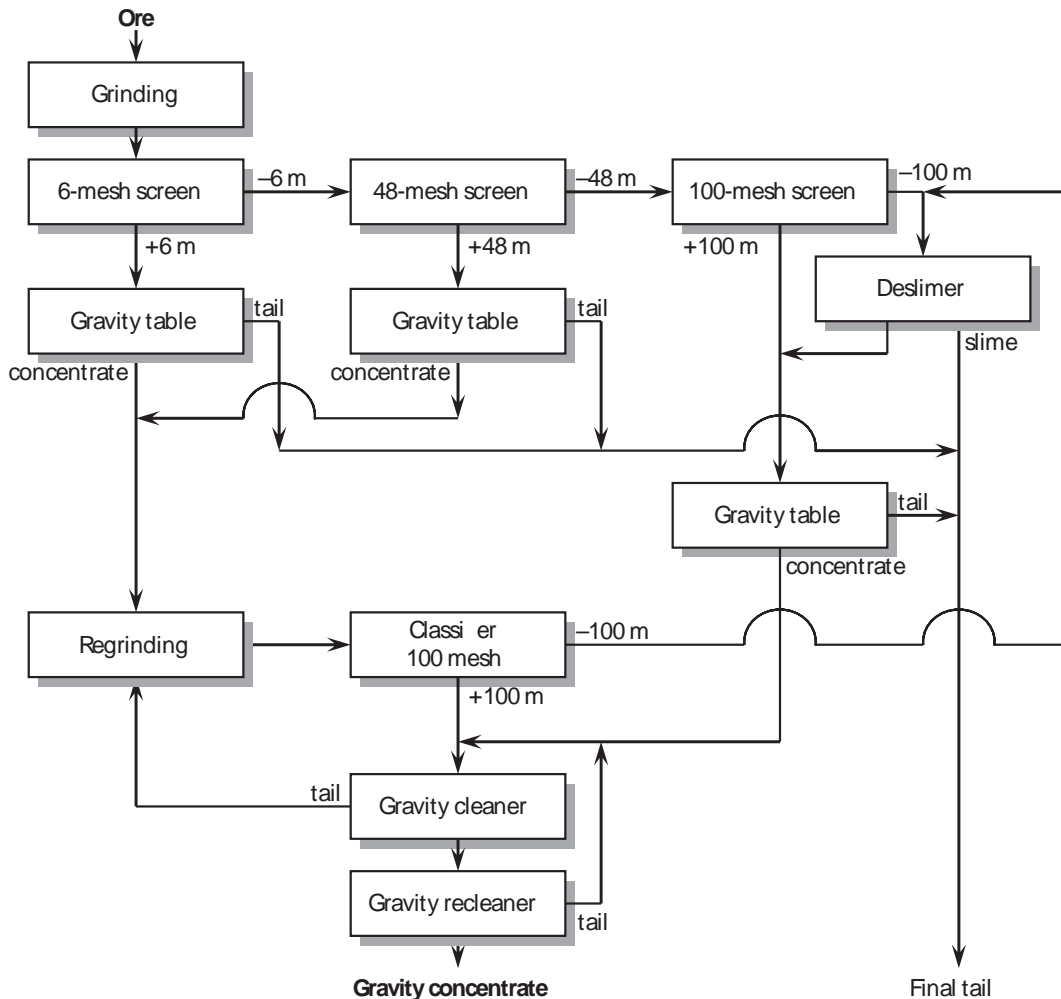 Ore
Grinding
6-mesh screen
–6 m
48-mesh screen
–48 m
100-mesh screen
–100 m
+6 m
+48 m
+100 m
Deslimer
slime
Gravity table
tail
concentrate
Gravity table
tail
concentrate
Gravity table
tail
concentrate
Regrinding
Classi er
100 mesh
–100 m
+100 m
tail
Gravity cleaner
Gravity recleaner
tail
Gravity concentrate
Final tail